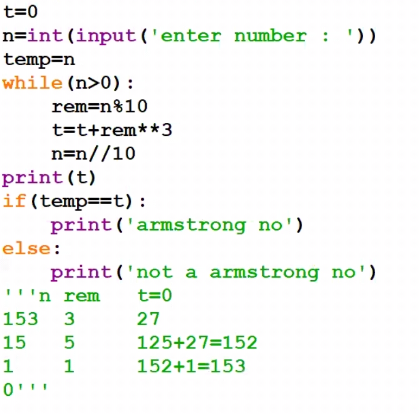 t=0
n=int(input('enter number : '))
temp=n
while(n>0):
    rem=n%10
    t=t+rem**3
    n=n//10
print(t)
if(temp==t):
    print('armstrong no')
else:
    print('not a armstrong no')
'''n rem   t=0
153  3     27
15   5     125+27=152
1    1     152+1=153
0'''